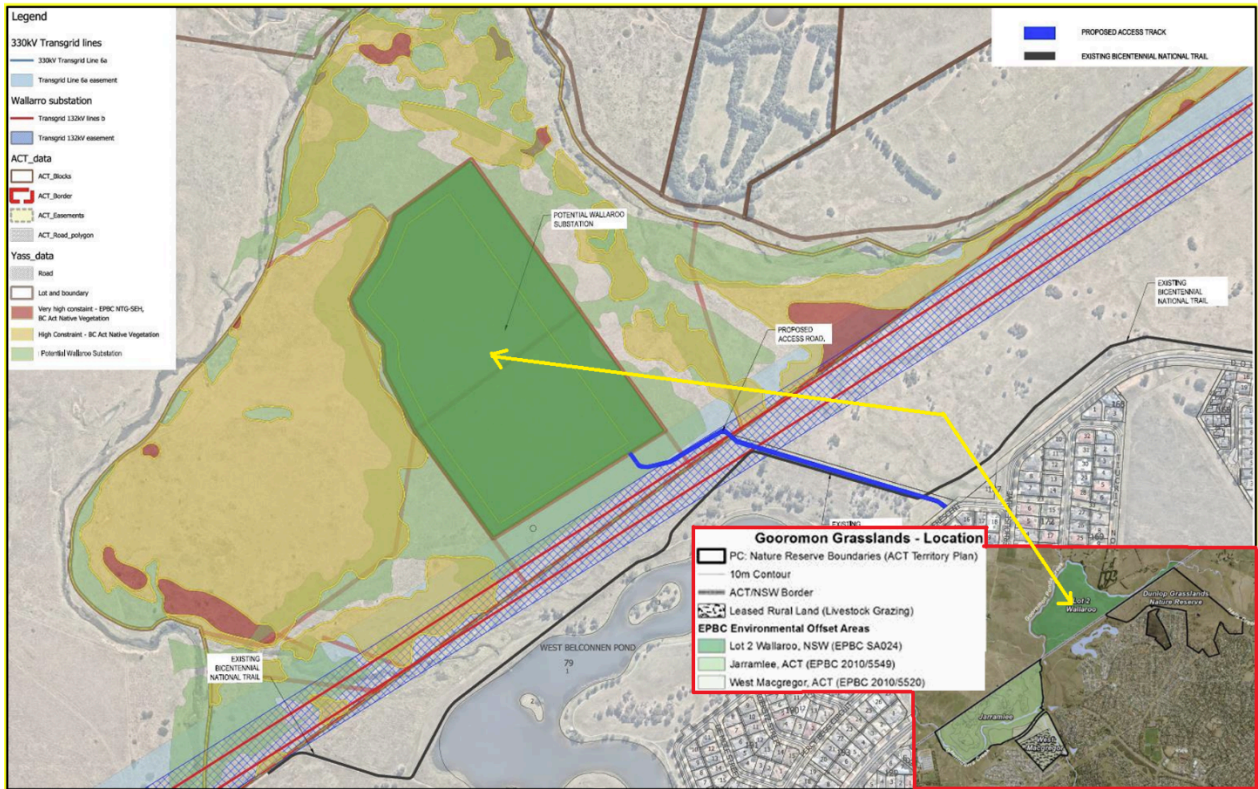 Legend
330kV Transgrid lines
330kV Transgrid Line 6a
Transgrid Line 6a easement
Wallarro substation
Transgrid 132kV lines b
Transgrid 132kV easement
ACT_data
ACT_Blocks
ACT_Border
ACT_Easements
ACT_Road_polygon
Yass_data
Road
Lot and boundary
Very high constaint - EPBC NTG-SEH,
BC Act Native Vegetation
High Constraint - BC Act Native Vegetation
Potential Wallaroo Substation
PROPOSED ACCESS TRACK
EXISTING BICENTENNIAL NATIONAL TRAIL
POTENTIAL WALLAROO
SUBSTATION
EXISTING
BICENTENNIAL
NATIONAL TRAIL
PROPOSED
ACCESS ROAD.
EXISTING
WEST BELCONNEN POND
79
1
EXISTING
BICENTENNIAL
NATIONAL TRAIL
Gooromon Grasslands - Location
PC: Nature Reserve Boundaries (ACT Territory Plan)
10m Contour
ACT/NSW Border
Leased Rural Land (Livestock Grazing)
EPBC Environmental Offset Areas
Lot 2 Wallaroo, NSW (EPBC SA024)
Jarramlee, ACT (EPBC 2010/5549)
West Macgregor, ACT (EPBC 2010/5520)
Lot 2
Wallaroo
Dunlop Grasslands
Nature Reserve
Jarramlee
West
Macgregor